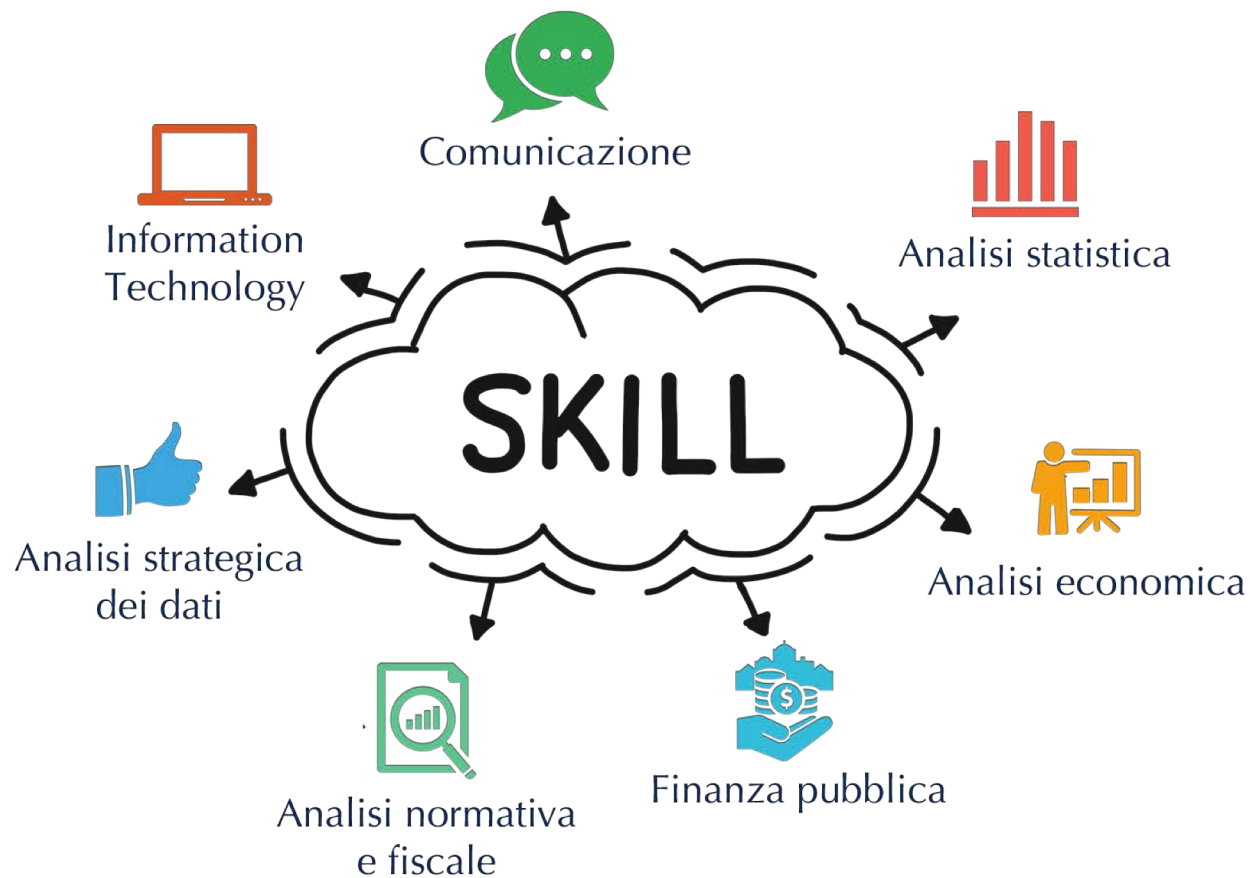 Comunicazione
Information
Technology
Analisi statistica
SKILL
Analisi strategica
dei dati
Analisi economica
Analisi normativa
e fiscale
Finanza pubblica
$